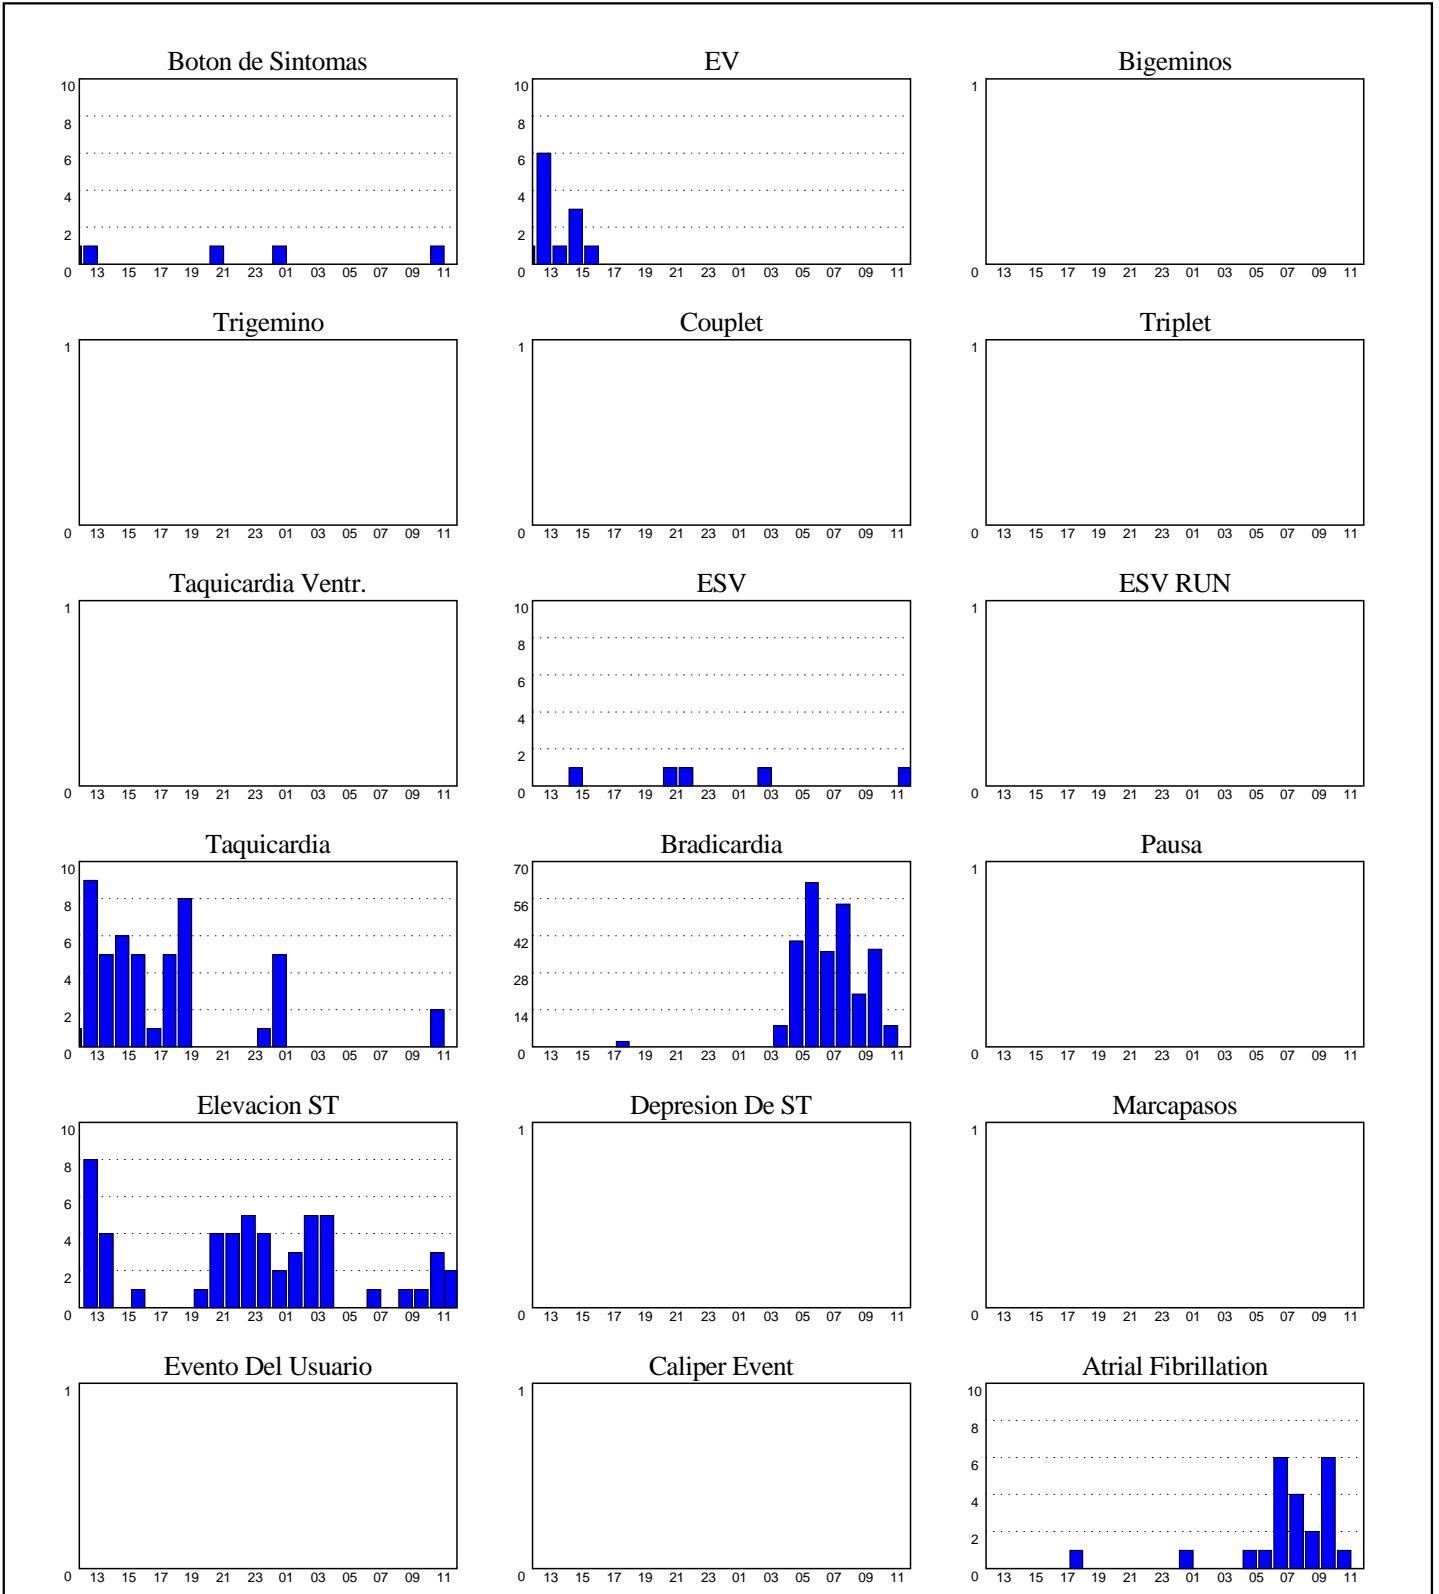 Boton de Sintomas EV Bigeminos
10 10 1
8 8
6 6
4 4
2 2
0 13 15 17 19 21 23 01 03 05 07 09 11 0 13 15 17 19 21 23 01 03 05 07 09 11 0 13 15 17 19 21 23 01 03 05 07 09 11
Trigemino Couplet Triplet
1 1 1
0 13 15 17 19 21 23 01 03 05 07 09 11 0 13 15 17 19 21 23 01 03 05 07 09 11 0 13 15 17 19 21 23 01 03 05 07 09 11
Taquicardia Ventr. ESV ESV RUN
1 10 1
8
6
4
2
0 13 15 17 19 21 23 01 03 05 07 09 11 0 13 15 17 19 21 23 01 03 05 07 09 11 0 13 15 17 19 21 23 01 03 05 07 09 11
Taquicardia Bradicardia Pausa
10 70 1
8 56
6 42
4 28
2 14
0 13 15 17 19 21 23 01 03 05 07 09 11 0 13 15 17 19 21 23 01 03 05 07 09 11 0 13 15 17 19 21 23 01 03 05 07 09 11
Elevacion ST Depresion De ST Marcapasos
10 1 1
8
6
4
2
0 13 15 17 19 21 23 01 03 05 07 09 11 0 13 15 17 19 21 23 01 03 05 07 09 11 0 13 15 17 19 21 23 01 03 05 07 09 11
Evento Del Usuario Caliper Event Atrial Fibrillation
1 1 10
8
6
4
2
0 13 15 17 19 21 23 01 03 05 07 09 11 0 13 15 17 19 21 23 01 03 05 07 09 11 0 13 15 17 19 21 23 01 03 05 07 09 11